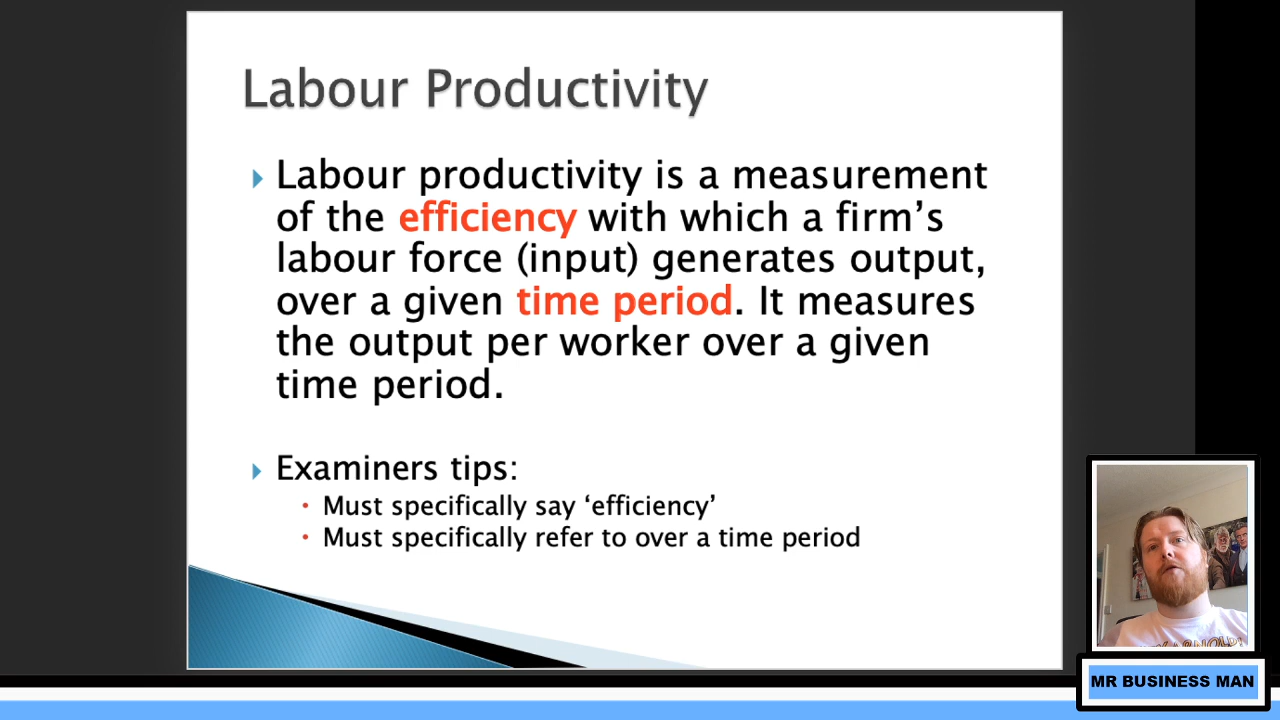 Labour Productivity
Labour productivity is a measurement
of the efficiency with which a firm’s
labour force (input) generates output,
over a given time period. It measures
the output per worker over a given
time period.
Examiners tips:
Must specifically say ‘efficiency’
Must specifically refer to over a time period
MR BUSINESS MAN